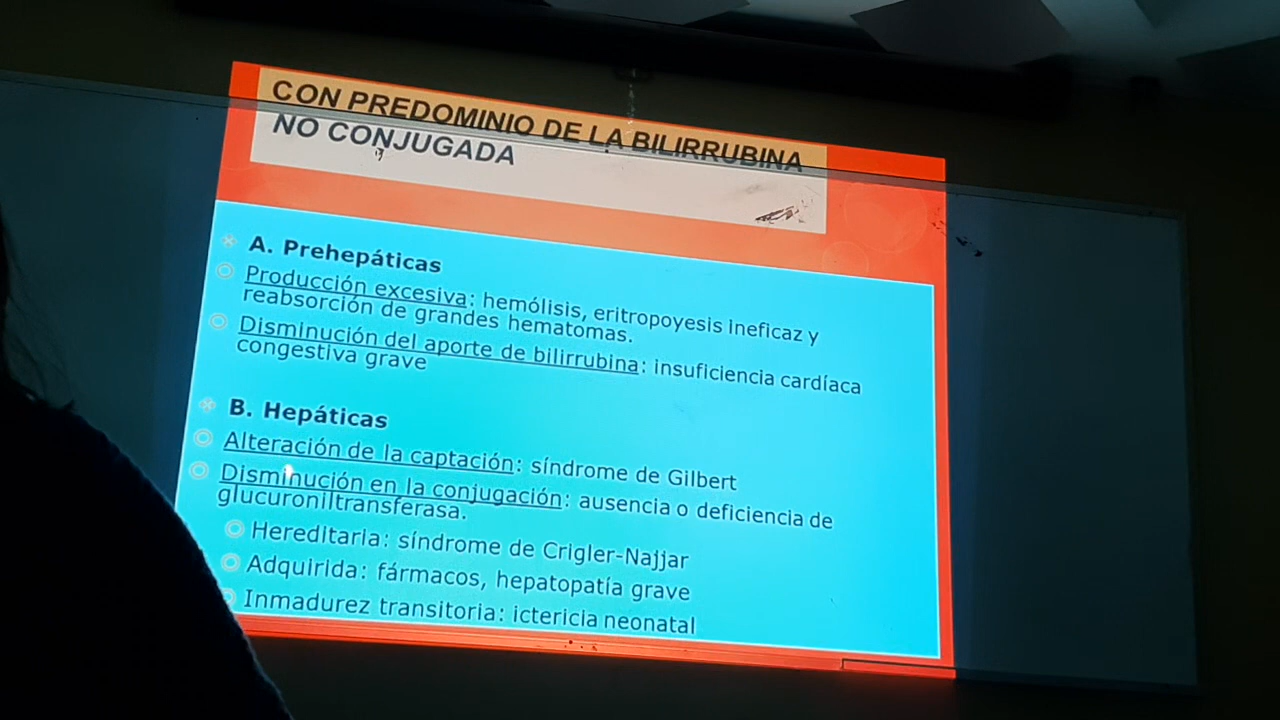 CON PREDOMINIO DE LA BILIRRUBINA
NO CONJUGADA
A. Prehepáticas
Producción excesiva: hemólisis, eritropoyesis ineficaz y
reabsorción de grandes hematomas.
Disminución del aporte de bilirrubina: insuficiencia cardíaca
congestiva grave
B. Hepáticas
Alteración de la captación: síndrome de Gilbert
Disminución en la conjugación: ausencia o deficiencia de
glucuroniltransferasa.
Hereditaria: síndrome de Crigler-Najjar
Adquirida: fármacos, hepatopatía grave
Inmadurez transitoria: ictericia neonatal